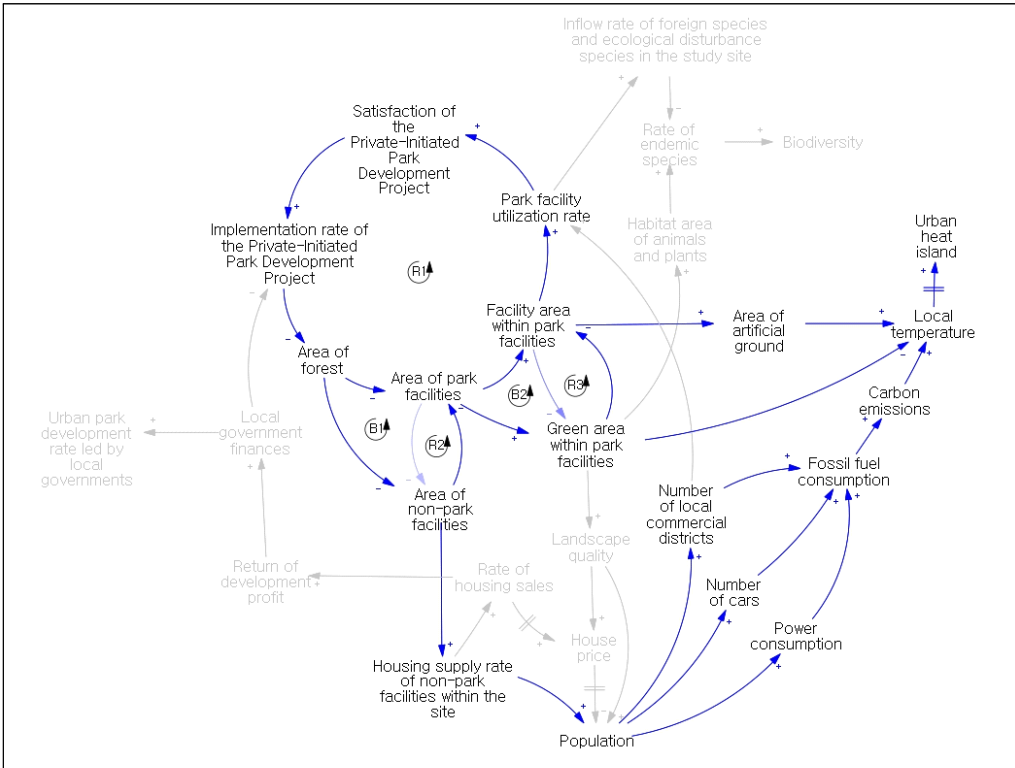 Inflow rate of foreign species
and ecological disturbance
species in the study site
Satisfaction of
the
Private-Initiated
Park
Development
Project
Rate of
endemic
species
Biodiversity
Park facility
utilization rate
Implementation rate of
the Private-Initiated
Park Development
Project
Habitat area
of animals
and plants
Urban
heat
island
R1
Facility area
within park
facilities
Area of
artificial
ground
Local
temperature
Area of
forest
Area of park
facilities
B2
R3
Carbon
emissions
Urban park
development
rate led by
local
governments
Local
government
finances
B1
R2
Green area
within park
facilities
Fossil fuel
consumption
Area of
non-park
facilities
Number
of local
commercial
districts
Landscape
quality
Return of
development
profit
Rate of
housing sales
Number
of cars
House
price
Power
consumption
Housing supply rate
of non-park
facilities within the
site
Population